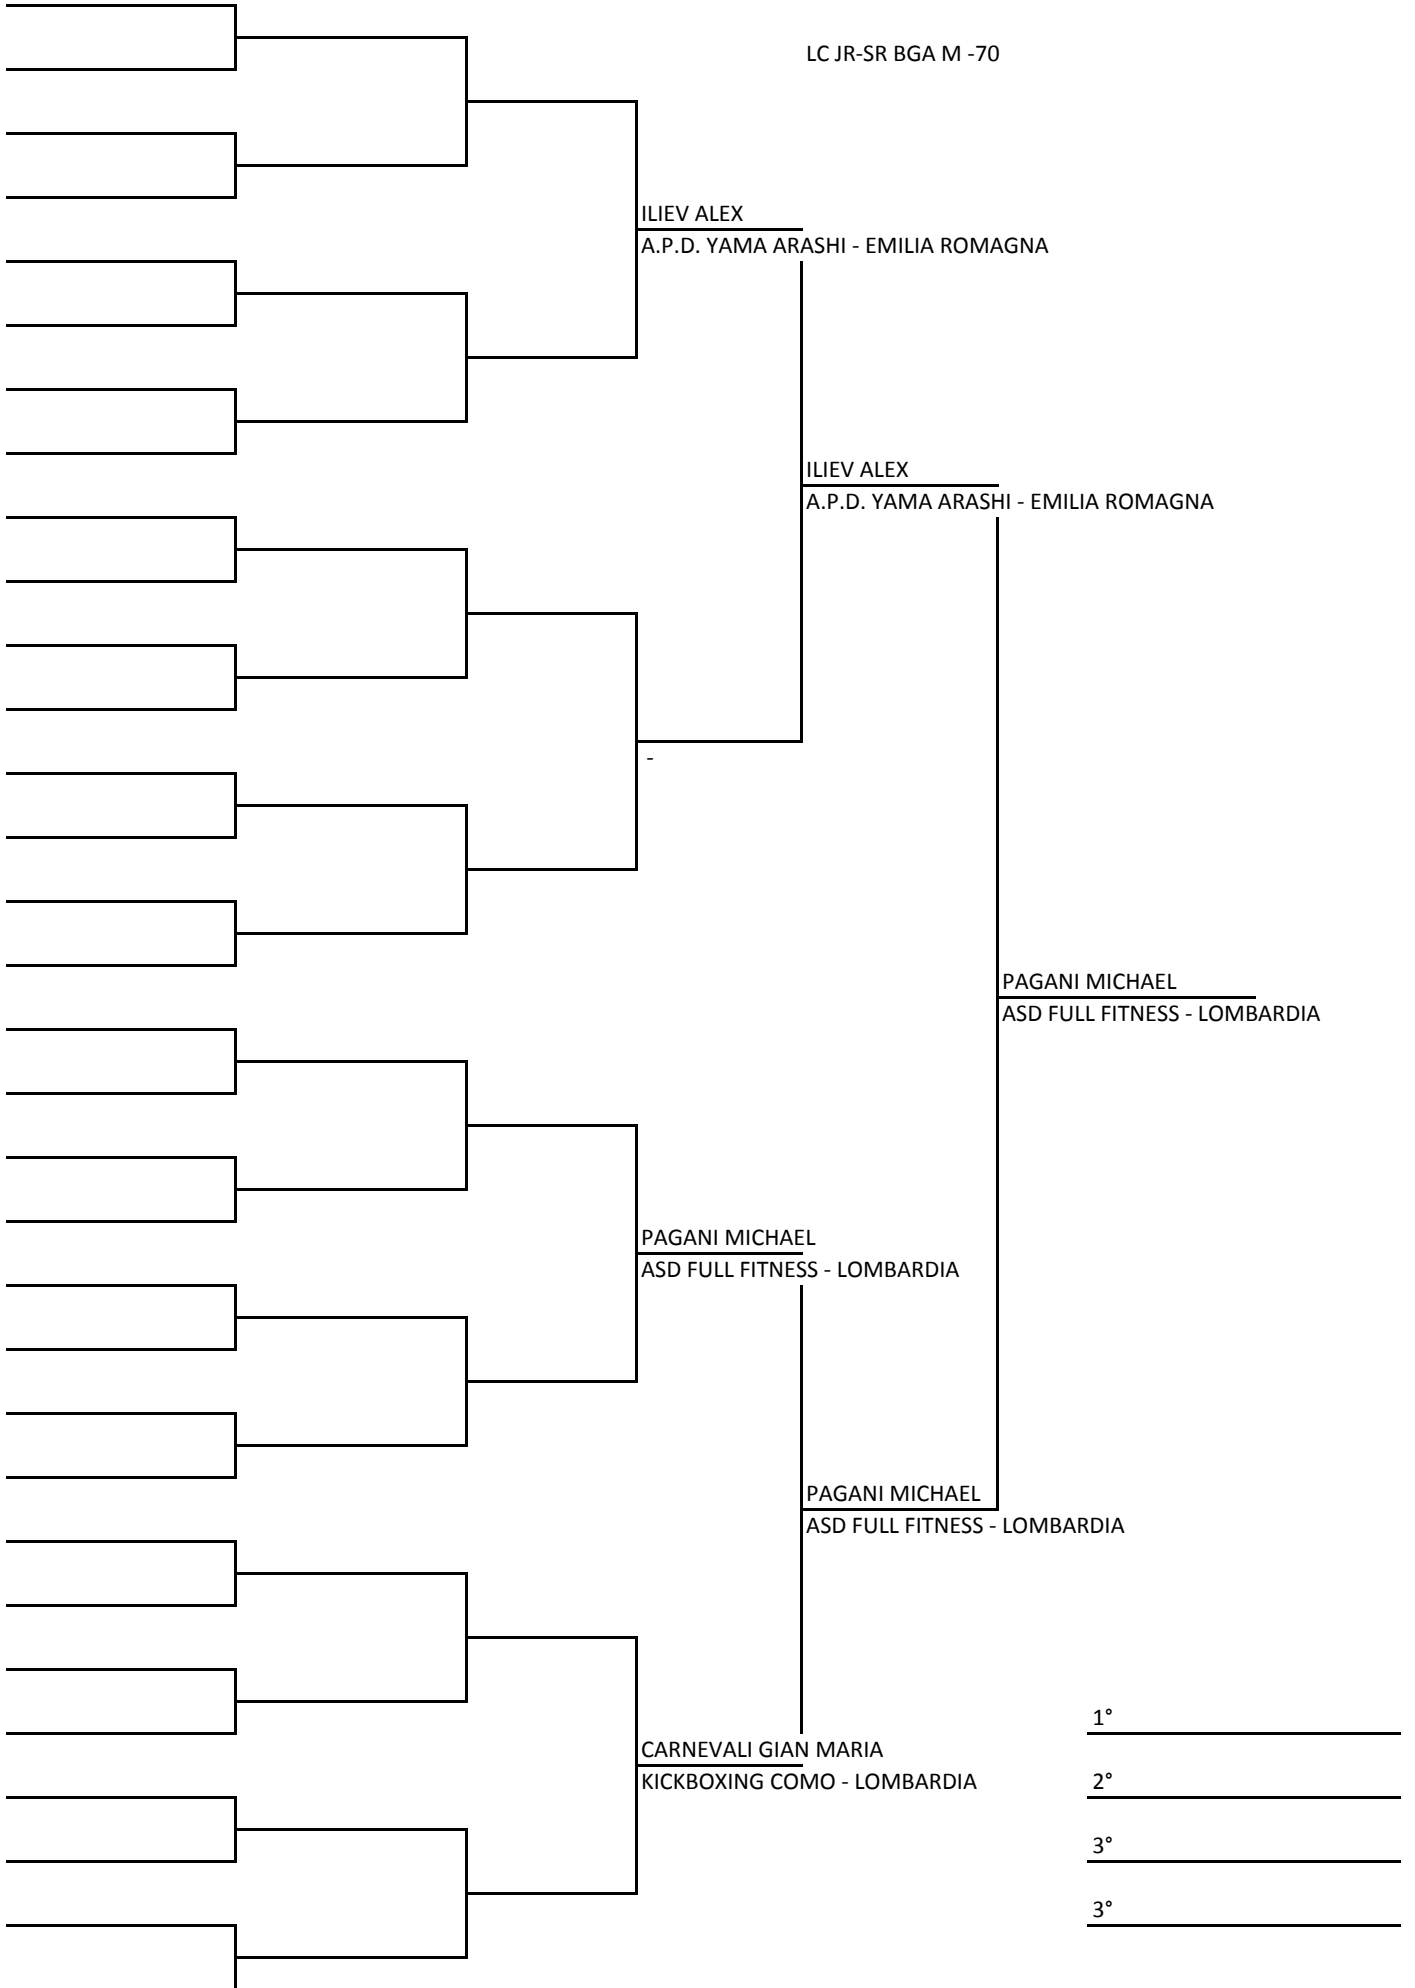 LC JR-SR BGA M -70
ILIEV ALEX
A.P.D. YAMA ARASHI - EMILIA ROMAGNA
ILIEV ALEX
A.P.D. YAMA ARASHI - EMILIA ROMAGNA
-
PAGANI MICHAEL
ASD FULL FITNESS - LOMBARDIA
PAGANI MICHAEL
ASD FULL FITNESS - LOMBARDIA
PAGANI MICHAEL
ASD FULL FITNESS - LOMBARDIA
CARNEVALI GIAN MARIA
KICKBOXING COMO - LOMBARDIA
1°
2°
3°
3°